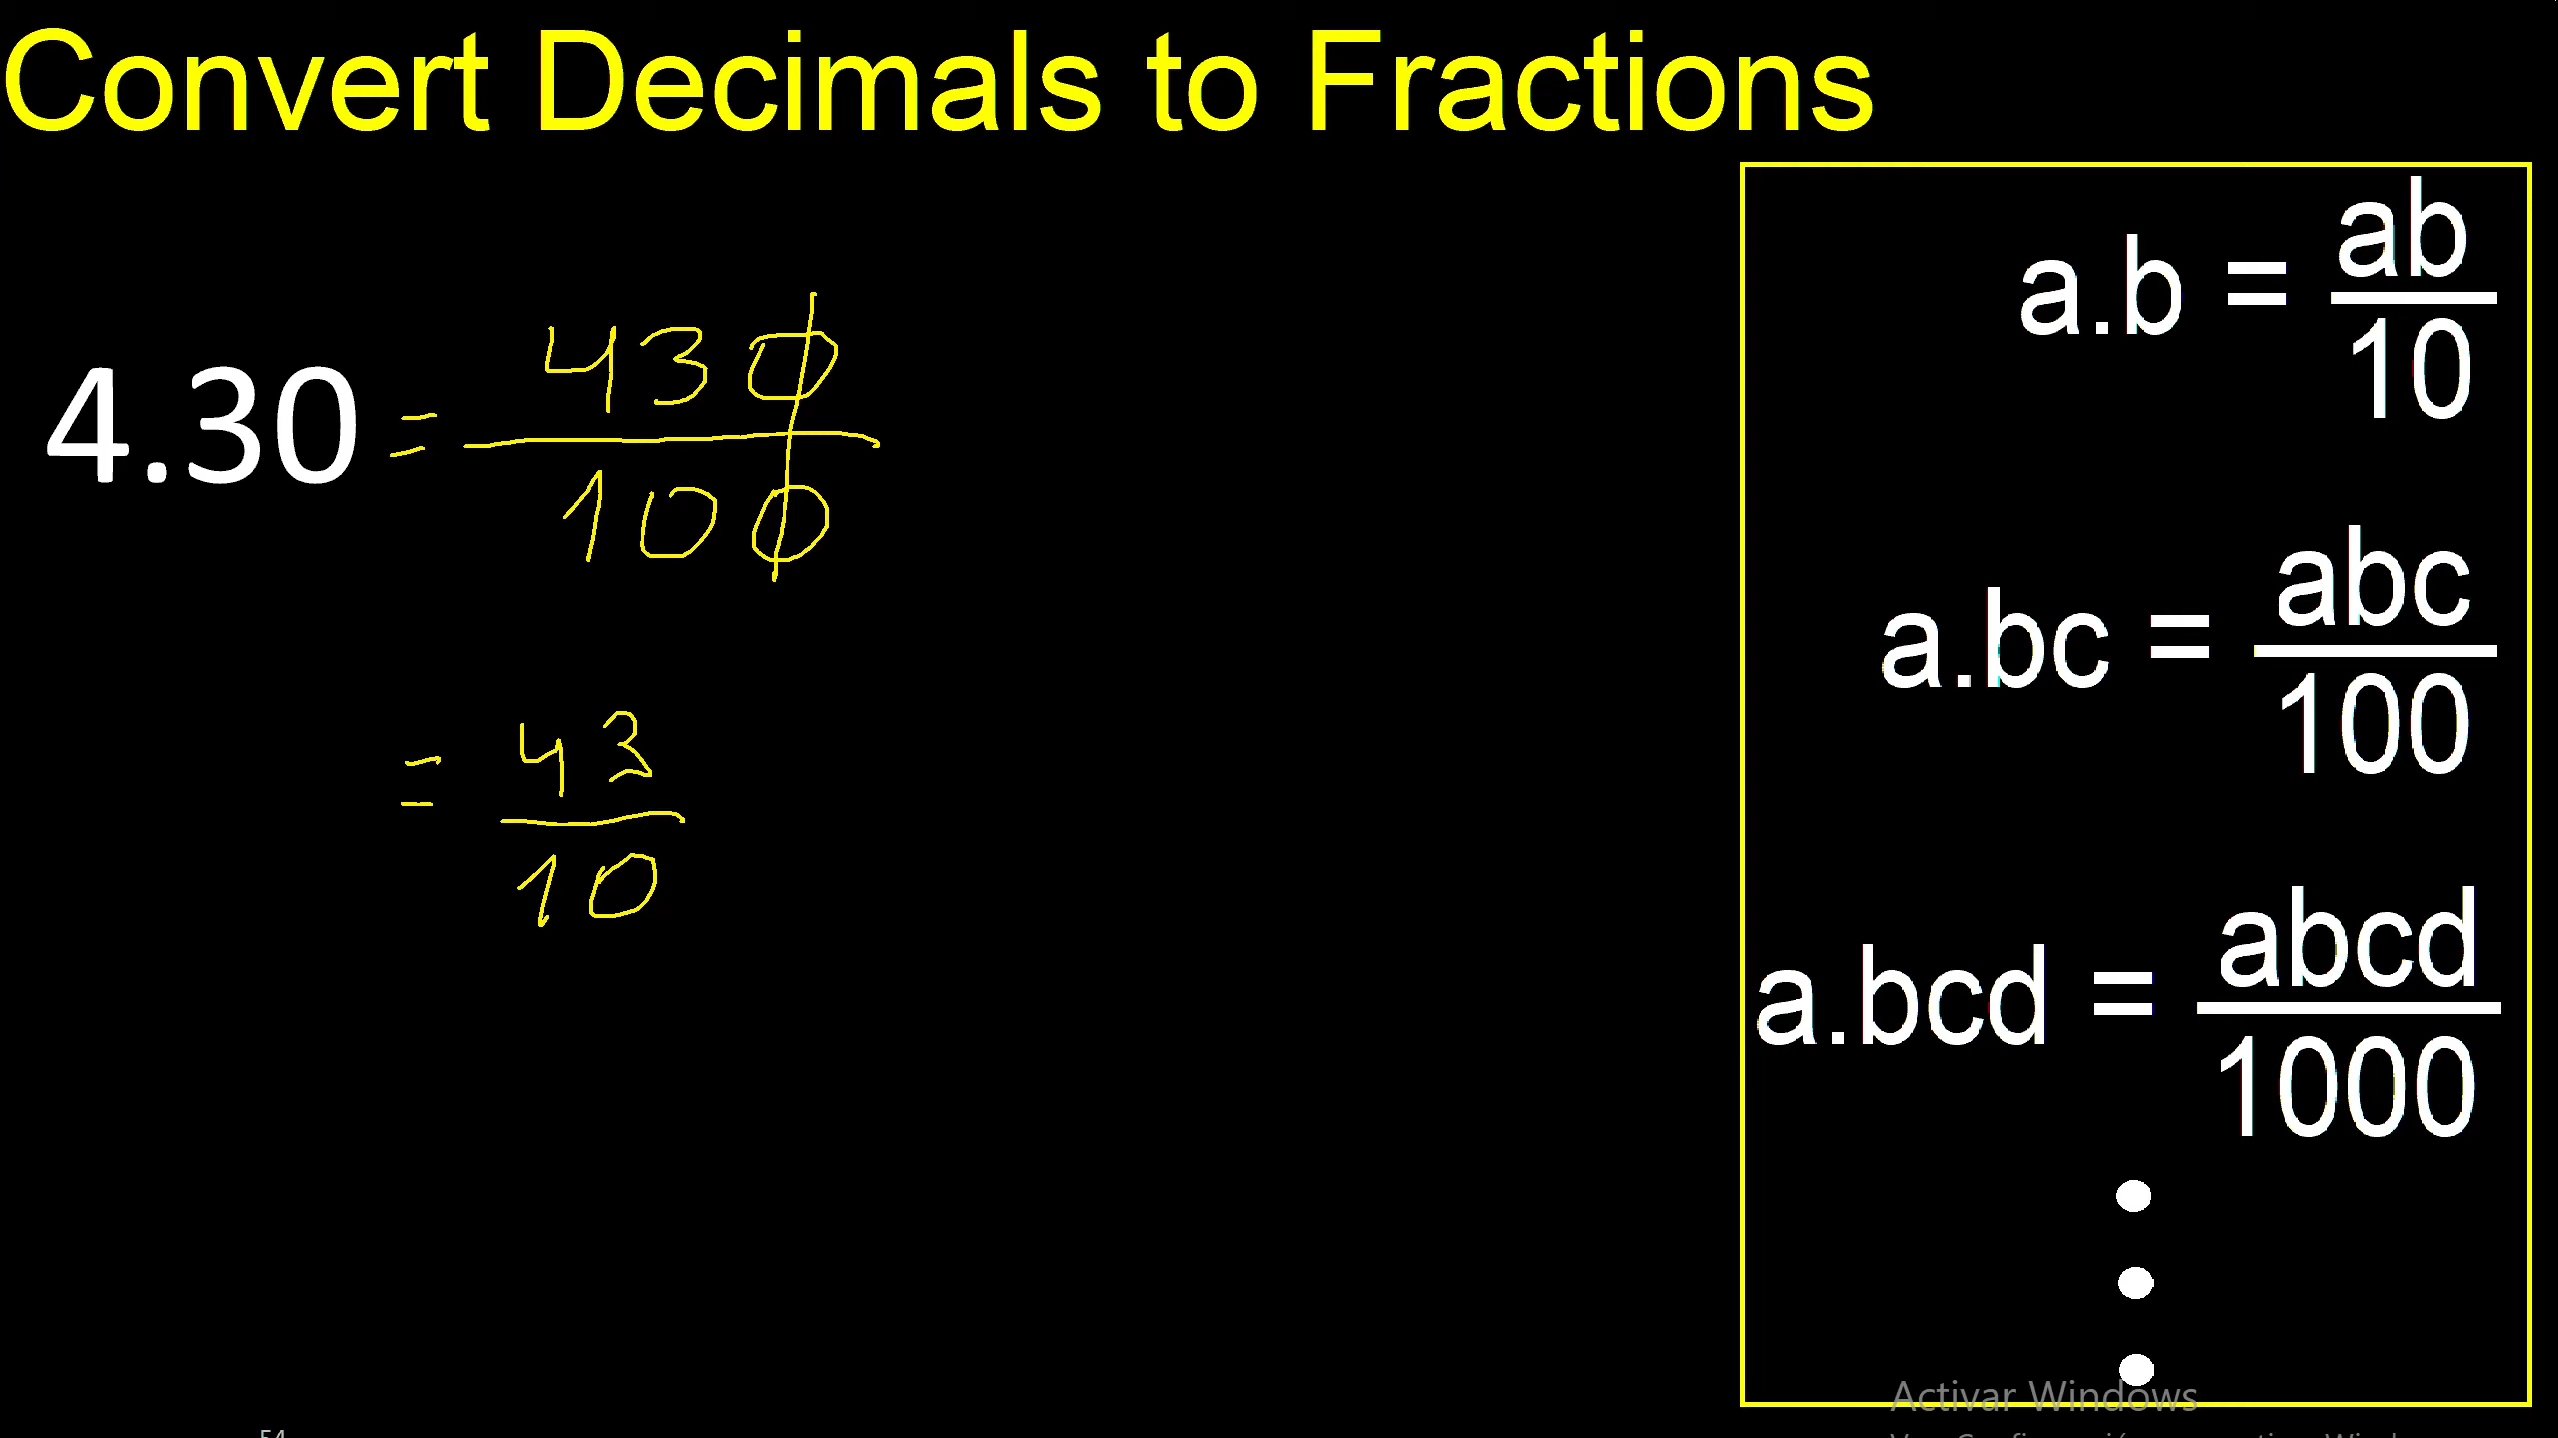 Convert Decimals to Fractions
4.30 = 430/100
= 43/10
a.b = ab/10
a.bc = abc/100
a.bcd = abcd/1000
Activar Windows